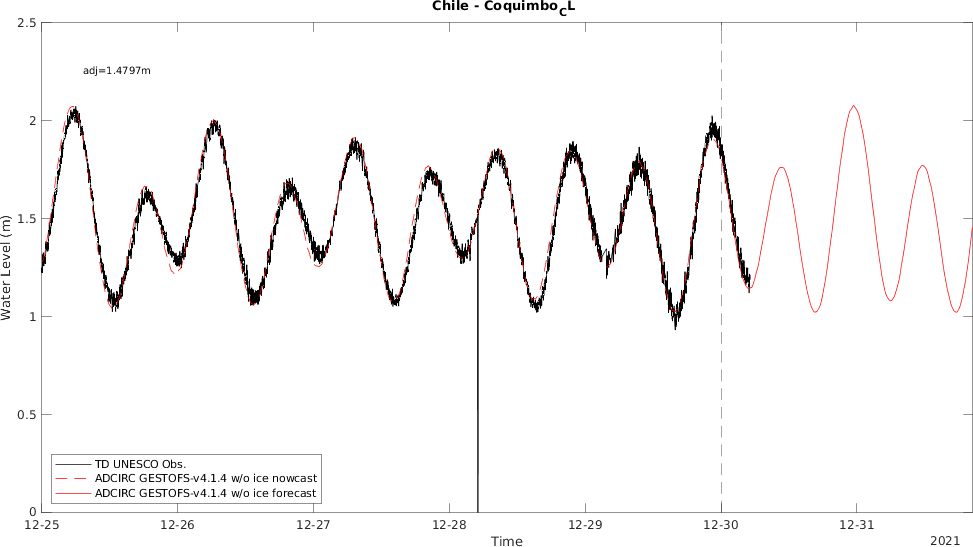 Chile - Coquimbo_CL
adj=1.4797m
Water Level (m)
2.5
2
1.5
1
0.5
0
TD UNESCO Obs.
ADCIRC GESTOFS-v4.1.4 w/o ice nowcast
ADCIRC GESTOFS-v4.1.4 w/o ice forecast
12-25 12-26 12-27 12-28 12-29 12-30 12-31
Time
2021